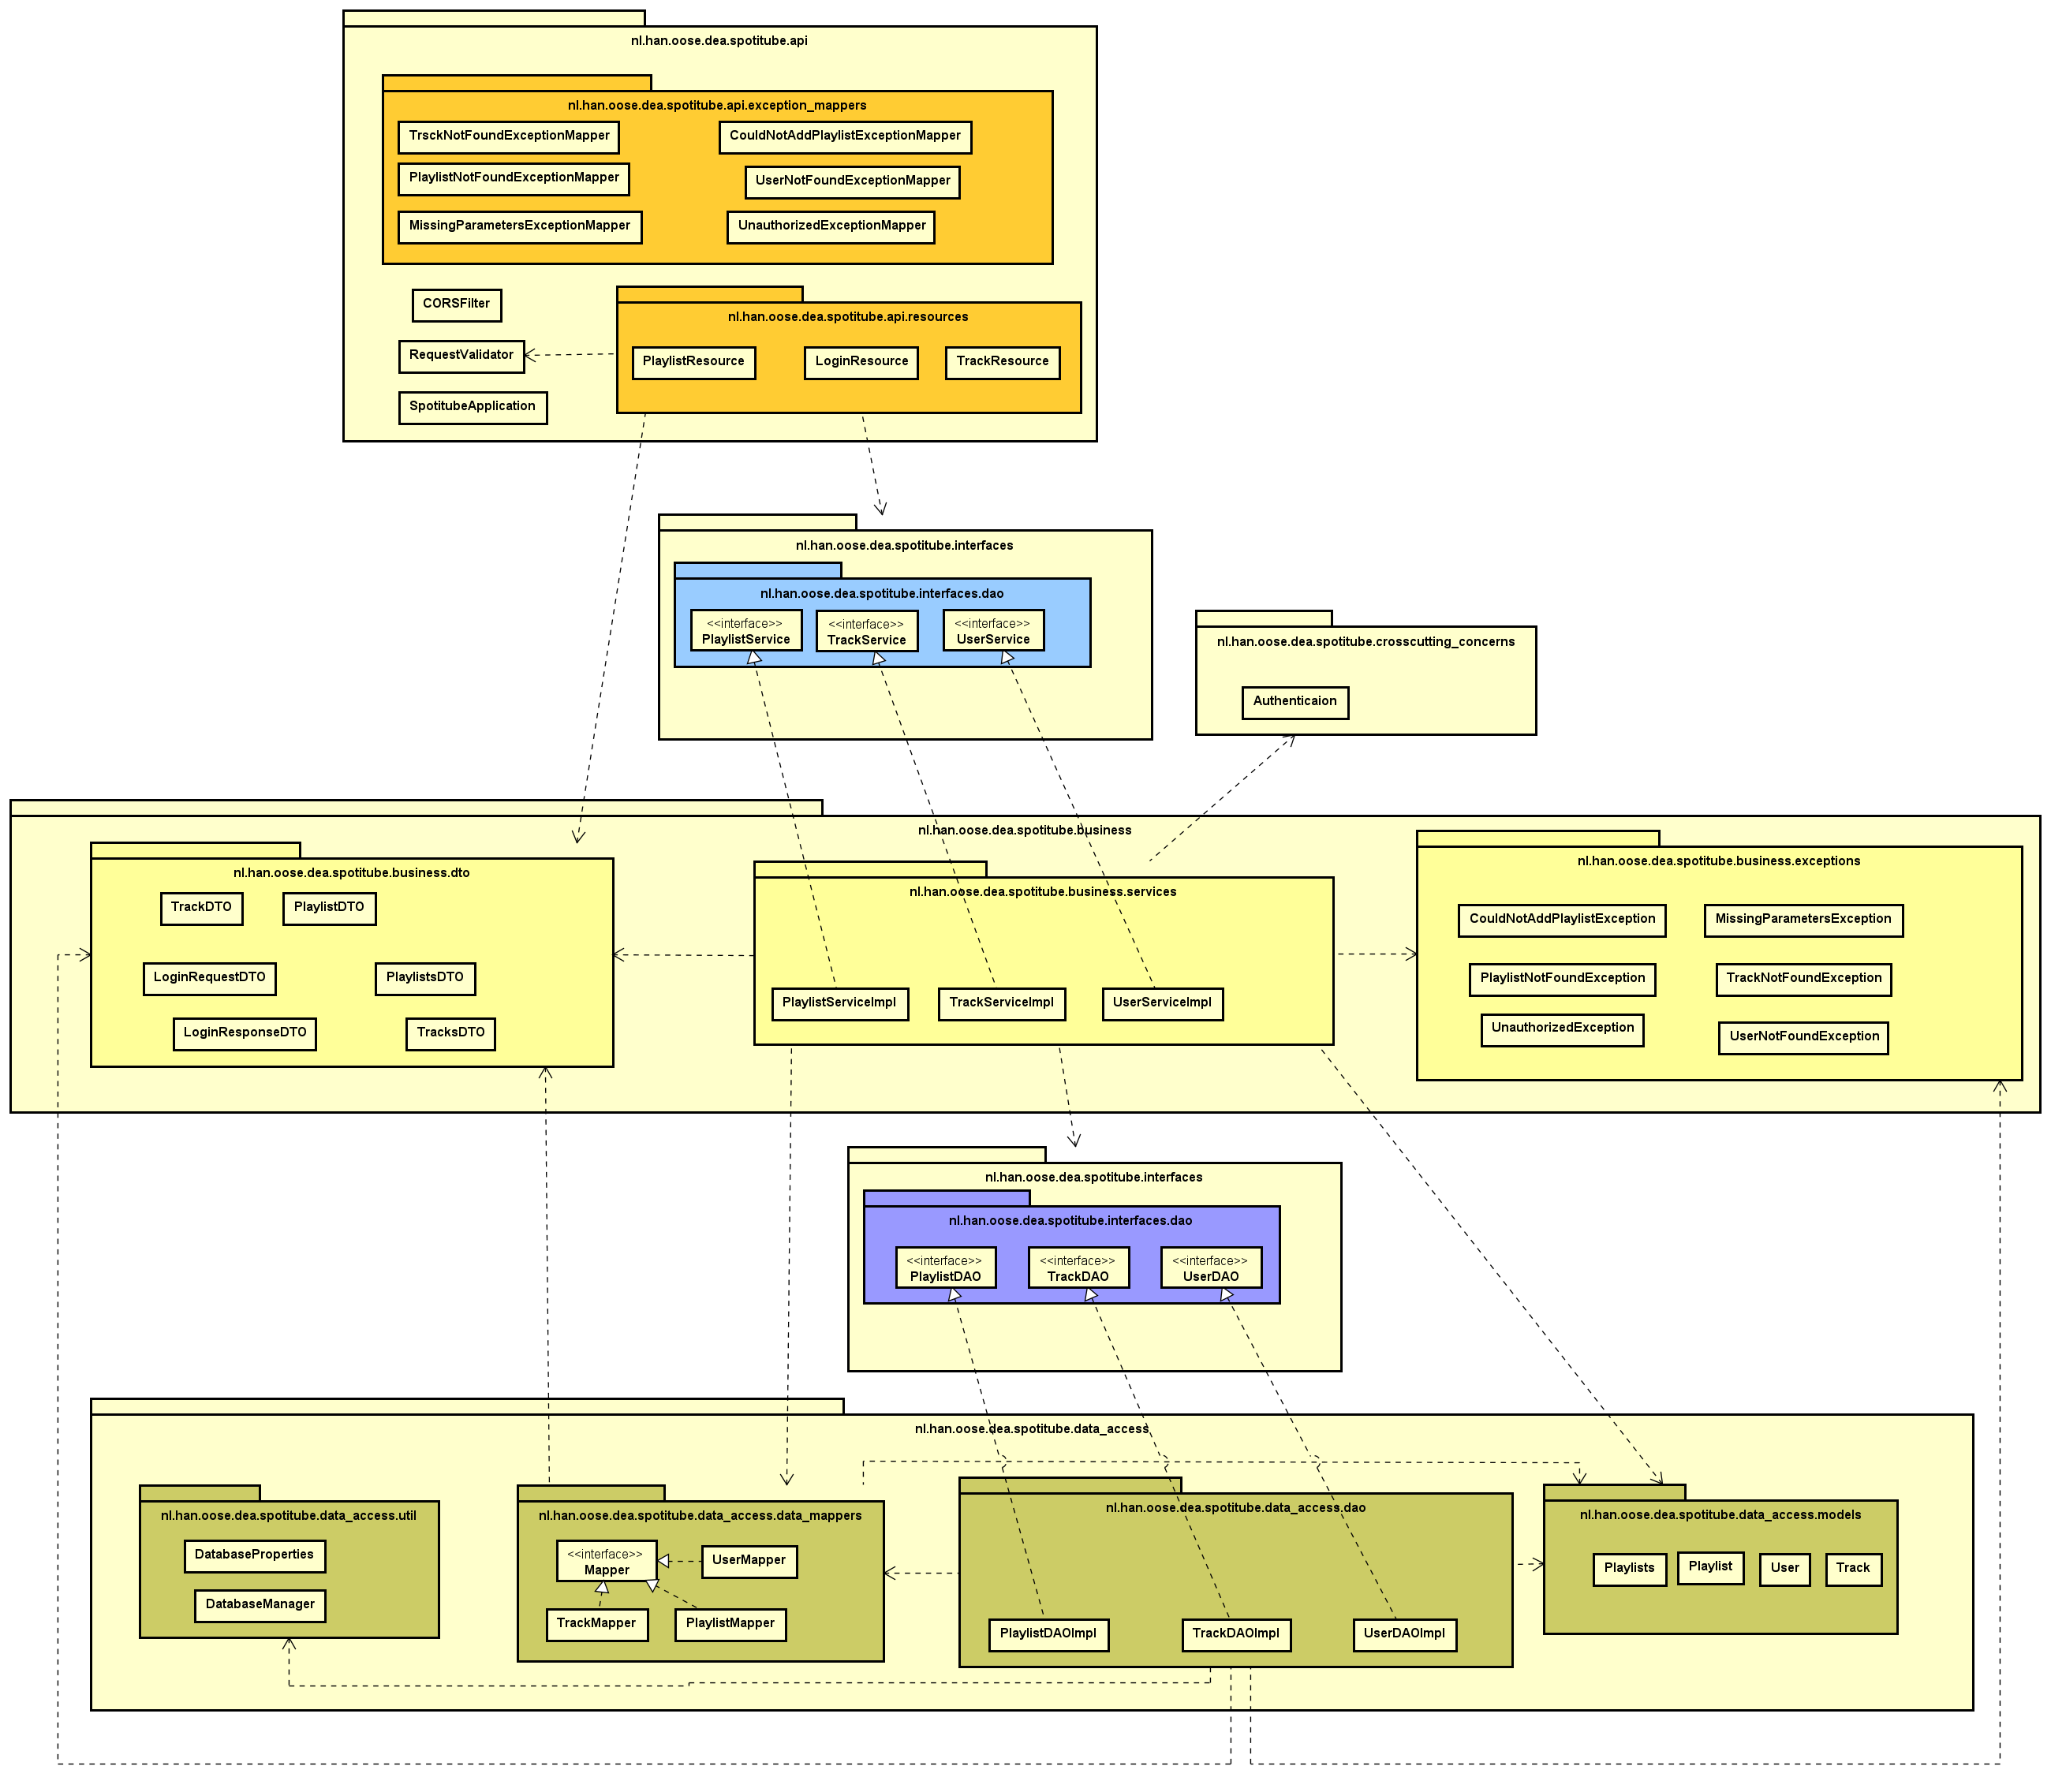 nl.han.oose.dea.spotitube.api
nl.han.oose.dea.spotitube.api.exception_mappers
TrsckNotFoundExceptionMapper
CouldNotAddPlaylistExceptionMapper
PlaylistNotFoundExceptionMapper
UserNotFoundExceptionMapper
MissingParametersExceptionMapper
UnauthorizedExceptionMapper
CORSFilter
RequestValidator
SpotitubeApplication
nl.han.oose.dea.spotitube.api.resources
PlaylistResource
LoginResource
TrackResource
nl.han.oose.dea.spotitube.interfaces
nl.han.oose.dea.spotitube.interfaces.dao
<<interface>>
PlaylistService
<<interface>>
TrackService
<<interface>>
UserService
nl.han.oose.dea.spotitube.crosscutting_concerns
Authenticaion
nl.han.oose.dea.spotitube.business
nl.han.oose.dea.spotitube.business.dto
TrackDTO
PlaylistDTO
LoginRequestDTO
PlaylistsDTO
LoginResponseDTO
TracksDTO
nl.han.oose.dea.spotitube.business.services
PlaylistServiceImpl
TrackServiceImpl
UserServiceImpl
nl.han.oose.dea.spotitube.business.exceptions
CouldNotAddPlaylistException
MissingParametersException
PlaylistNotFoundException
TrackNotFoundException
UnauthorizedException
UserNotFoundException
nl.han.oose.dea.spotitube.interfaces
nl.han.oose.dea.spotitube.interfaces.dao
<<interface>>
PlaylistDAO
<<interface>>
TrackDAO
<<interface>>
UserDAO
nl.han.oose.dea.spotitube.data_access
nl.han.oose.dea.spotitube.data_access.util
DatabaseProperties
DatabaseManager
nl.han.oose.dea.spotitube.data_access.data_mappers
<<interface>>
Mapper
UserMapper
TrackMapper
PlaylistMapper
nl.han.oose.dea.spotitube.data_access.dao
PlaylistDAOImpl
TrackDAOImpl
UserDAOImpl
nl.han.oose.dea.spotitube.data_access.models
Playlists
Playlist
User
Track